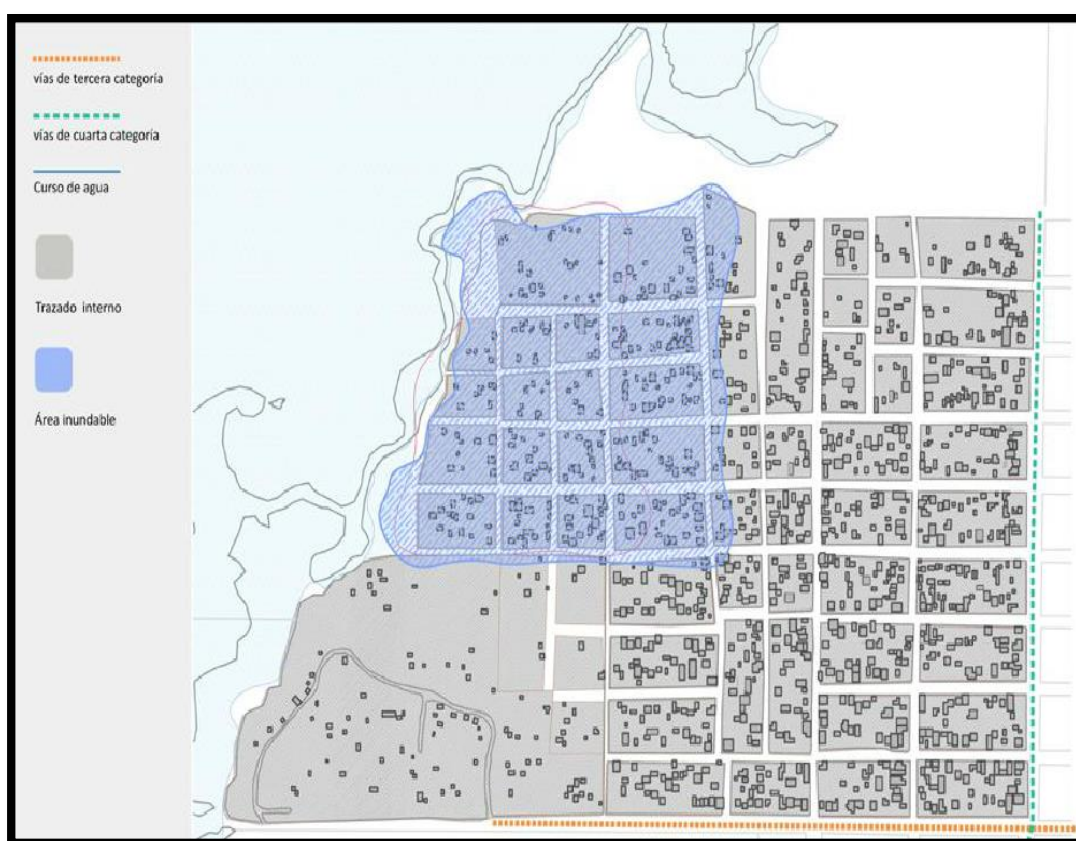 vías de tercera categoría
vías de cuarta categoría
Curso de agua
Trazado interno
Área inundable